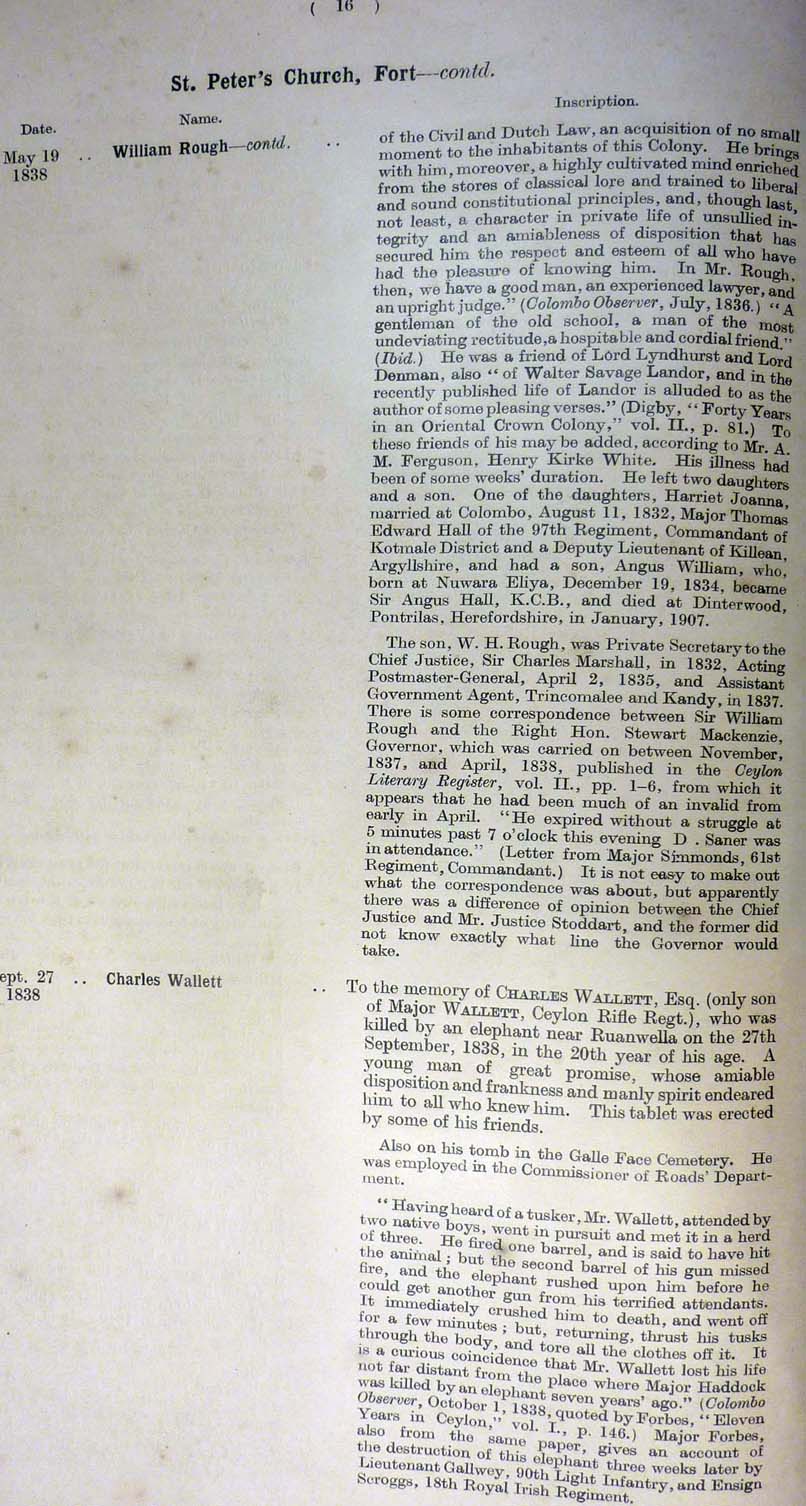 ( 16 )
St. Peter's Church, Fort—contd.
Date.
Name.
Inscription.
May 19
1838
.. William Rough—contd. ..
of the Civil and Dutch Law, an acquisition of no small
moment to the inhabitants of this Colony. He brings
with him, moreover, a highly cultivated mind enriched
from the stores of classical lore and trained to liberal
and sound constitutional principles, and, though last,
not least, a character in private life of unsullied in-
tegrity and an amiableness of disposition that has
secured him the respect and esteem of all who have
had the pleasure of knowing him. In Mr. Rough,
then, we have a good man, an experienced lawyer, and
an upright judge." (Colombo Observer, July, 1836.) "A
gentleman of the old school, a man of the most
undeviating rectitude, a hospitable and cordial friend."
(Ibid.) He was a friend of Lord Lyndhurst and Lord
Denman, also "of Walter Savage Landor, and in the
recently published life of Landor is alluded to as the
author of some pleasing verses." (Digby, "Forty Years
in an Oriental Crown Colony," vol. II., p. 81.) To
these friends of his may be added, according to Mr. A.
M. Ferguson, Henry Kirke White. His illness had
been of some weeks' duration. He left two daughters
and a son. One of the daughters, Harriet Joanna,
married at Colombo, August 11, 1832, Major Thomas
Edward Hall of the 97th Regiment, Commandant of
Kotmale District and a Deputy Lieutenant of Killean,
Argyllshire, and had a son, Angus William, who,
born at Nuwara Eliya, December 19, 1834, became
Sir Angus Hall, K.C.B., and died at Dinterwood,
Pontrilas, Herefordshire, in January, 1907.
The son, W. H. Rough, was Private Secretary to the
Chief Justice, Sir Charles Marshall, in 1832, Acting
Postmaster-General, April 2, 1835, and Assistant
Government Agent, Trincomalee and Kandy, in 1837.
There is some correspondence between Sir William
Rough and the Right Hon. Stewart Mackenzie,
Governor, which was carried on between November,
1837, and April, 1838, published in the Ceylon
Literary Register, vol. II., pp. 1–6, from which it
appears that he had been much of an invalid from
early in April. "He expired without a struggle at
5 minutes past 7 o'clock this evening D . Saner was
in attendance." (Letter from Major Simmonds, 61st
Regiment, Commandant.) It is not easy to make out
what the correspondence was about, but apparently
there was a difference of opinion between the Chief
Justice and Mr. Justice Stoddart, and the former did
not know exactly what line the Governor would
take.
ept. 27
1838
.. Charles Wallett ..
To the memory of CHARLES WALLETT, Esq. (only son
of Major WALLETT, Ceylon Rifle Regt.), who was
killed by an elephant near Ruanwella on the 27th
September, 1838, in the 20th year of his age. A
young man of great promise, whose amiable
disposition and frankness and manly spirit endeared
him to all who knew him. This tablet was erected
by some of his friends.
Also on his tomb in the Galle Face Cemetery. He
was employed in the Commissioner of Roads' Depart-
ment.
"Having heard of a tusker, Mr. Wallett, attended by
two native boys, went in pursuit and met it in a herd
of three. He fired one barrel, and is said to have hit
the animal; but the second barrel of his gun missed
fire, and the elephant rushed upon him before he
could get another gun from his terrified attendants.
It immediately crushed him to death, and went off
for a few minutes; but, returning, thrust his tusks
through the body, and tore all the clothes off it. It
is a curious coincidence that Mr. Wallett lost his life
not far distant from the place where Major Haddock
was killed by an elephant seven years' ago." (Colombo
Observer, October 1, 1838, quoted by Forbes, "Eleven
Years in Ceylon," vol. I., p. 146.) Major Forbes,
also from the same paper, gives an account of
the destruction of this elephant three weeks later by
Lieutenant Gallwey, 90th Light Infantry, and Ensign
Scroggs, 18th Royal Irish Regiment.